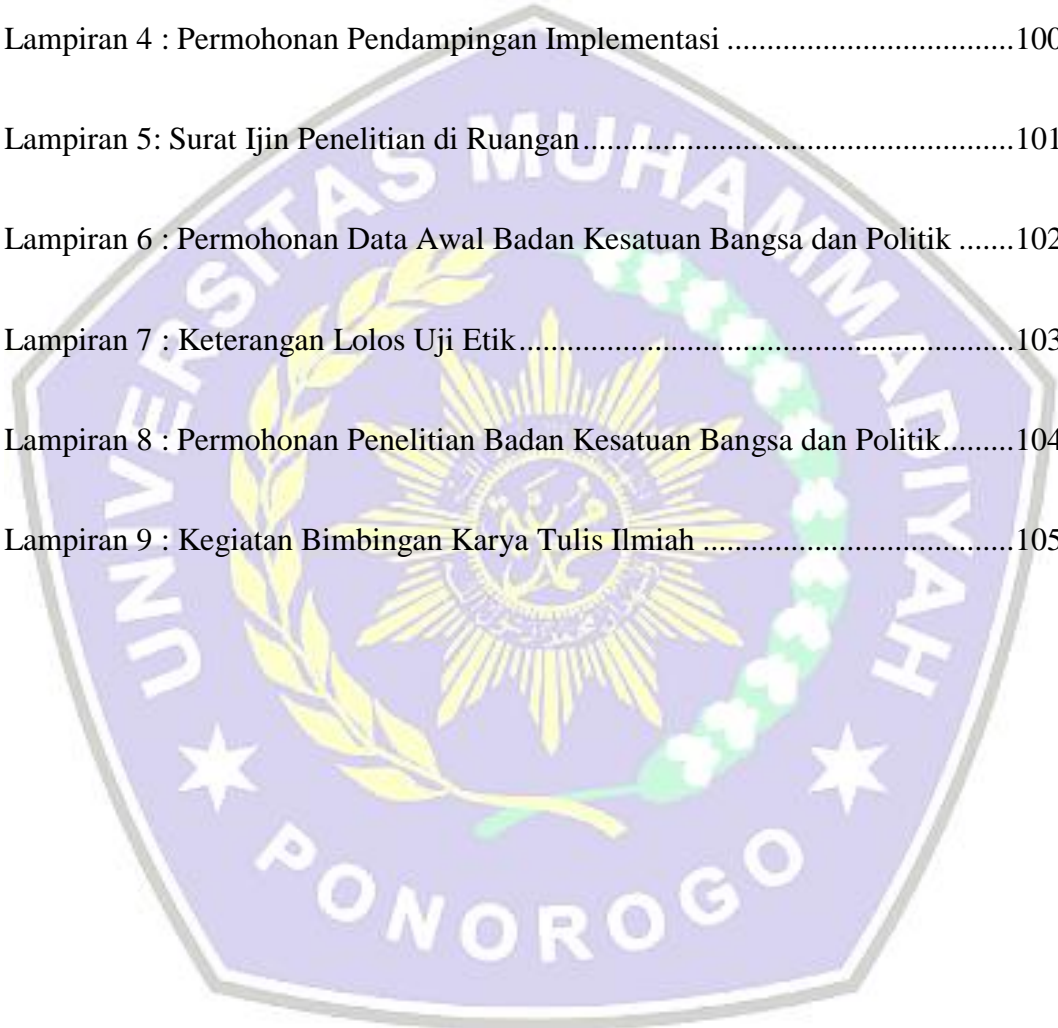 Lampiran 4 : Permohonan Pendampingan Implementasi ..................................100
Lampiran 5: Surat Ijin Penelitian di Ruangan ....................................................101
Lampiran 6 : Permohonan Data Awal Badan Kesatuan Bangsa dan Politik .......102
Lampiran 7 : Keterangan Lolos Uji Etik ............................................................103
Lampiran 8 : Permohonan Penelitian Badan Kesatuan Bangsa dan Politik.........104
Lampiran 9 : Kegiatan Bimbingan Karya Tulis Ilmiah .....................................105
UNIVERSITAS MUHAMMADIYAH
PONOROGO